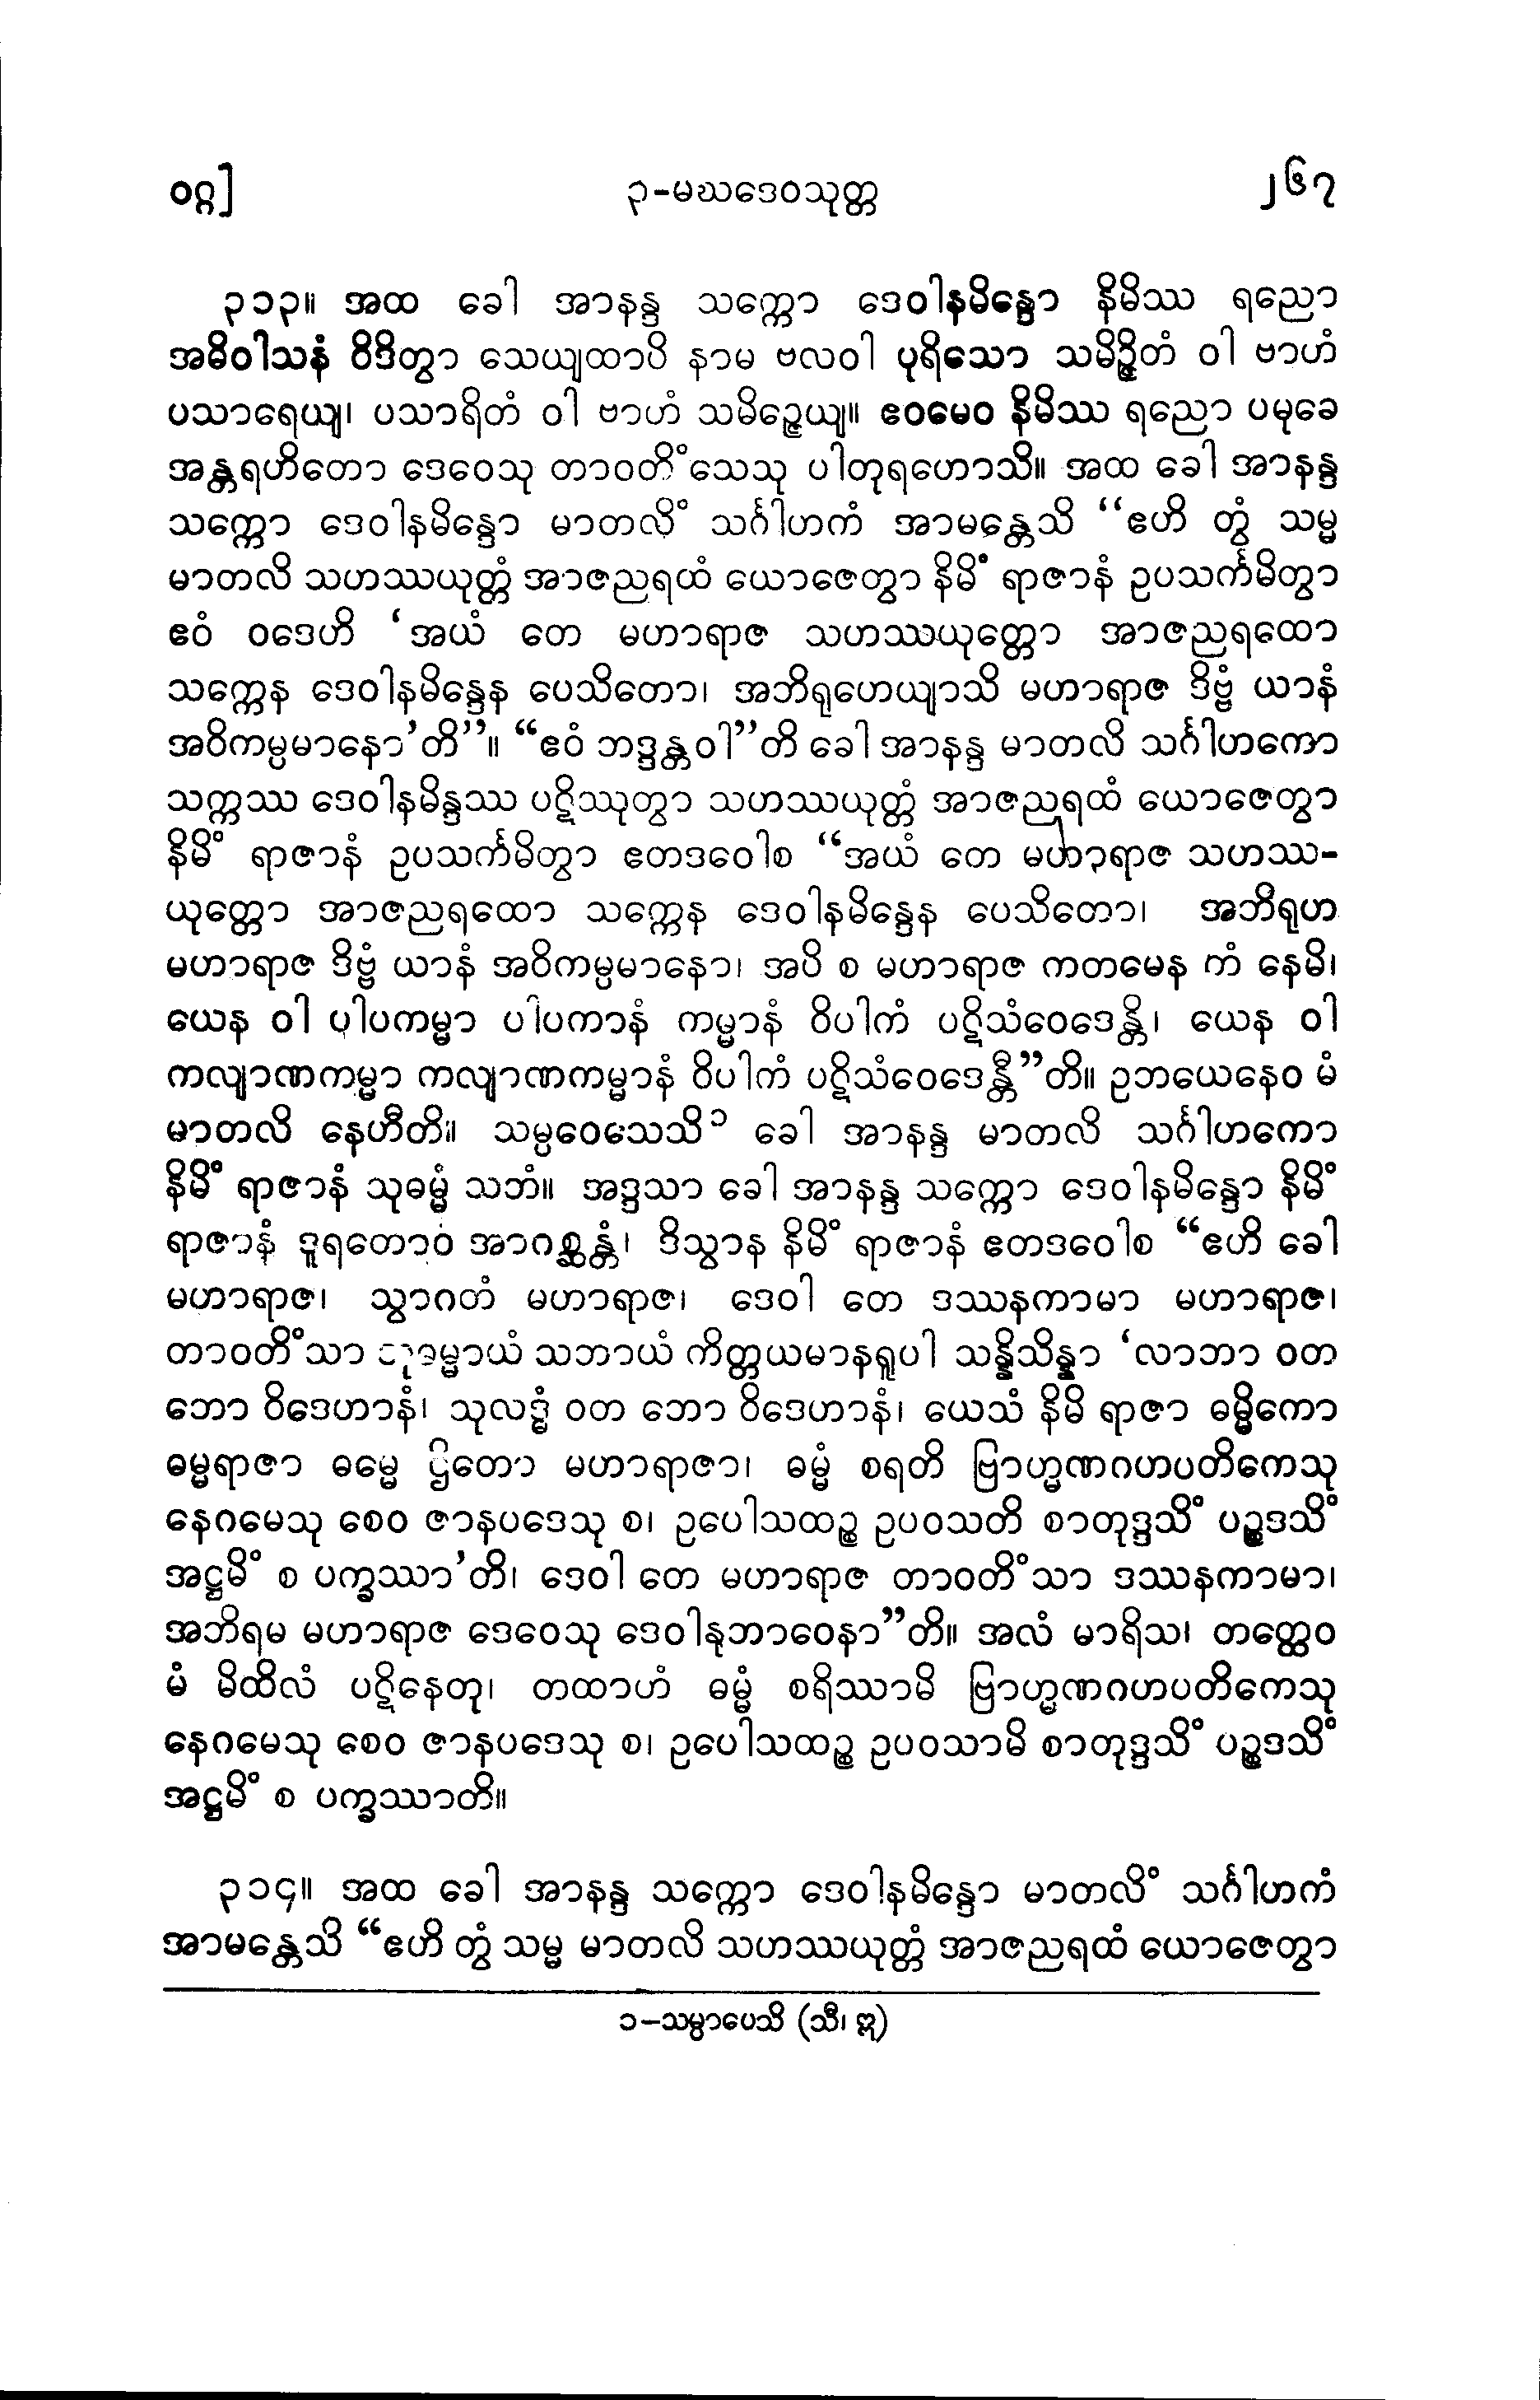 ဝဂ္ဂ] ၃-မဃဒေဝသုတ္တ ၂၆၇
၃၁၃။ အထ ခေါ အာနန္ဒ သက္ကော ဒေဝါနမိန္ဒော နိမိဿ ရညော
အဓိဝါသနံ ဝိဒိတွာ သေယျထာပိ နာမ ဗလဝါ ပုရိသော သမိဉ္ဇိတံ ဝါ ဗာဟံ
ပသာရေယျ၊ ပသာရိတံ ဝါ ဗာဟံ သမိဉ္ဇေယျ။ ဧဝမေဝ နိမိဿ ရညော ပမုခေ
အန္တရဟိတော ဒေဝေသု တာဝတိံသေသု ပါတုရဟောသိ။ အထ ခေါ အာနန္ဒ
သက္ကော ဒေဝါနမိန္ဒော မာတလိံ သင်္ဂါဟကံ အာမန္တေသိ “ဧဟိ တွံ သမ္မ
မာတလိ သဟဿယုတ္တံ အာဇညရထံ ယောဇေတွာ နိမိံ ရာဇာနံ ဥပသင်္ကမိတွာ
ဧဝံ ဝဒေဟိ ‘အယံ တေ မဟာရာဇ သဟဿယုတ္တော အာဇညရထော
သက္ကေန ဒေဝါနမိန္ဒေန ပေသိတော၊ အဘိရုဟေယျာသိ မဟာရာဇ ဒိဗ္ဗံ ယာနံ
အဝိကမ္ပမာနော’တိ”။ “ဧဝံ ဘဒ္ဒန္တဝါ”တိ ခေါ အာနန္ဒ မာတလိ သင်္ဂါဟကော
သက္ကဿ ဒေဝါနမိန္ဒဿ ပဋိဿုတွာ သဟဿယုတ္တံ အာဇညရထံ ယောဇေတွာ
နိမိံ ရာဇာနံ ဥပသင်္ကမိတွာ ဧတဒဝေါစ “အယံ တေ မဟာရာဇ သဟဿ-
ယုတ္တော အာဇညရထော သက္ကေန ဒေဝါနမိန္ဒေန ပေသိတော၊ အဘိရုဟ
မဟာရာဇ ဒိဗ္ဗံ ယာနံ အဝိကမ္ပမာနော၊ အပိ စ မဟာရာဇ ကတမေန တံ နေမိ၊
ယေန ဝါ ပါပကမ္မာ ပါပကာနံ ကမ္မာနံ ဝိပါကံ ပဋိသံဝေဒေန္တိ၊ ယေန ဝါ
ကလျာဏကမ္မာ ကလျာဏကမ္မာနံ ဝိပါကံ ပဋိသံဝေဒေန္တီ”တိ။ ဥဘယေနေဝ မံ
မာတလိ နေဟီတိ။ သမ္ပဝေသေသိ<sup>၁</sup> ခေါ အာနန္ဒ မာတလိ သင်္ဂါဟကော
နိမိံ ရာဇာနံ သုဓမ္မံ သဘံ။ အဒ္ဒသာ ခေါ အာနန္ဒ သက္ကော ဒေဝါနမိန္ဒော နိမိံ
ရာဇာနံ ဒူရတောဝ အာဂစ္ဆန္တံ၊ ဒိသွာန နိမိံ ရာဇာနံ ဧတဒဝေါစ “ဧဟိ ခေါ
မဟာရာဇ၊ သွာဂတံ မဟာရာဇ၊ ဒေဝါ တေ ဒဿနကာမာ မဟာရာဇ၊
တာဝတိံသာ သုဓမ္မာယံ သဘာယံ ကိတ္တယမာနရူပါ သန္နိသိန္နာ ‘လာဘာ ဝတ
ဘော ဝိဒေဟာနံ၊ သုလဒ္ဓံ ဝတ ဘော ဝိဒေဟာနံ၊ ယေသံ နိမိ ရာဇာ ဓမ္မိကော
ဓမ္မရာဇာ ဓမ္မေ ဌိတော မဟာရာဇာ၊ ဓမ္မံ စရတိ ဗြာဟ္မဏဂဟပတိကေသု
နေဂမေသု စေဝ ဇာနပဒေသု စ၊ ဥပေါသထဉ္စ ဥပဝသတိ စာတုဒ္ဒသိံ ပဉ္စဒသိံ
အဋ္ဌမိံ စ ပက္ခဿာ’တိ၊ ဒေဝါ တေ မဟာရာဇ တာဝတိံသာ ဒဿနကာမာ၊
အဘိရမ မဟာရာဇ ဒေဝေသု ဒေဝါနုဘာဝေနာ”တိ။ အလံ မာရိသ၊ တတ္ထေဝ
မံ မိထိလံ ပဋိနေတု၊ တထာဟံ ဓမ္မံ စရိဿာမိ ဗြာဟ္မဏဂဟပတိကေသု
နေဂမေသု စေဝ ဇာနပဒေသု စ၊ ဥပေါသထဉ္စ ဥပဝသာမိ စာတုဒ္ဒသိံ ပဉ္စဒသိံ
အဋ္ဌမိံ စ ပက္ခဿာတိ။
၃၁၄။ အထ ခေါ အာနန္ဒ သက္ကော ဒေဝါနမိန္ဒော မာတလိံ သင်္ဂါဟကံ
အာမန္တေသိ “ဧဟိ တွံ သမ္မ မာတလိ သဟဿယုတ္တံ အာဇညရထံ ယောဇေတွာ
၁-သမ္ပာပေသိ (သီ၊ ဣ)